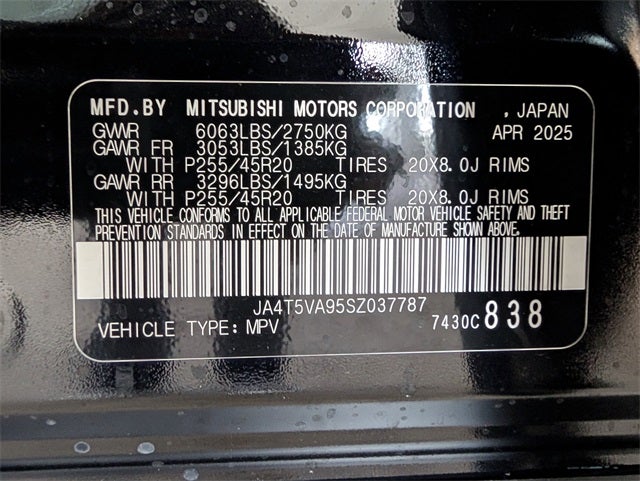 MFD.BY MITSUBISHI MOTORS CORPORATION , JAPAN
GVWR 6063LBS/2750KG APR 2025
GAWR FR 3053LBS/1385KG
WITH P255/45R20 TIRES 20X8.0J RIMS
GAWR RR 3296LBS/1495KG
WITH P255/45R20 TIRES 20X8.0J RIMS
THIS VEHICLE CONFORMS TO ALL APPLICABLE FEDERAL MOTOR VEHICLE SAFETY AND THEFT
PREVENTION STANDARDS IN EFFECT ON THE DATE OF MANUFACTURE SHOWN ABOVE.
JA4T5VA95SZ037787
VEHICLE TYPE: MPV 7430C 838